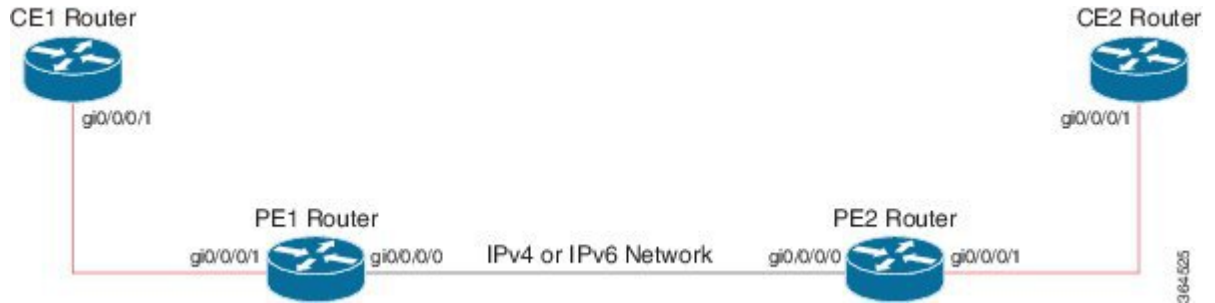 CE1 Router
CE2 Router
gi0/0/0/1
gi0/0/0/1
PE1 Router
PE2 Router
gi0/0/0/1
gi0/0/0/0
IPv4 or IPv6 Network
gi0/0/0/0
gi0/0/0/1
364525